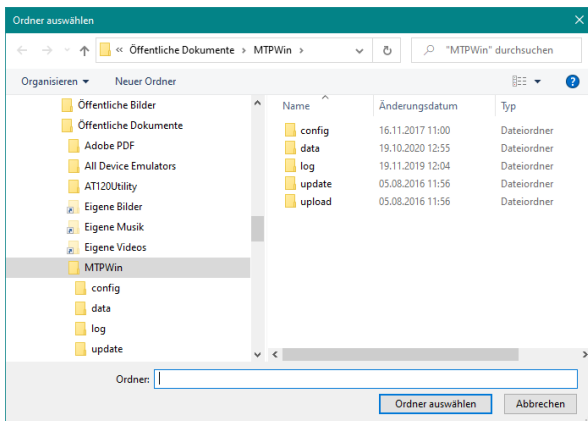 Ordner auswählen
« Öffentliche Dokumente › MTPWin ›
"MTPWin" durchsuchen
Organisieren
Neuer Ordner
Öffentliche Bilder
Öffentliche Dokumente
Adobe PDF
All Device Emulators
AT120Utility
Eigene Bilder
Eigene Musik
Eigene Videos
MTPWin
config
data
log
update
Name Änderungsdatum Typ
config 16.11.2017 11:00 Dateiordner
data 19.10.2020 12:55 Dateiordner
log 19.11.2019 12:04 Dateiordner
update 05.08.2016 11:56 Dateiordner
upload 05.08.2016 11:56 Dateiordner
Ordner:
Ordner auswählen
Abbrechen